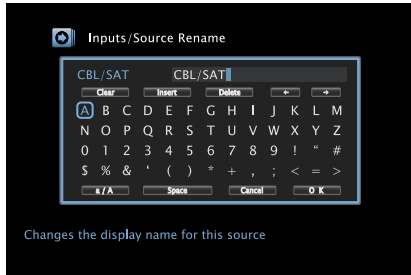 Inputs/Source Rename
CBL/SAT CBL/SAT
Clear Insert Delete ← →
A B C D E F G H I J K L M
N O P Q R S T U V W X Y Z
0 1 2 3 4 5 6 7 8 9 ! “ #
$ % & ‘ ( ) * + , ; < = >
a / A Space Cancel O K
Changes the display name for this source